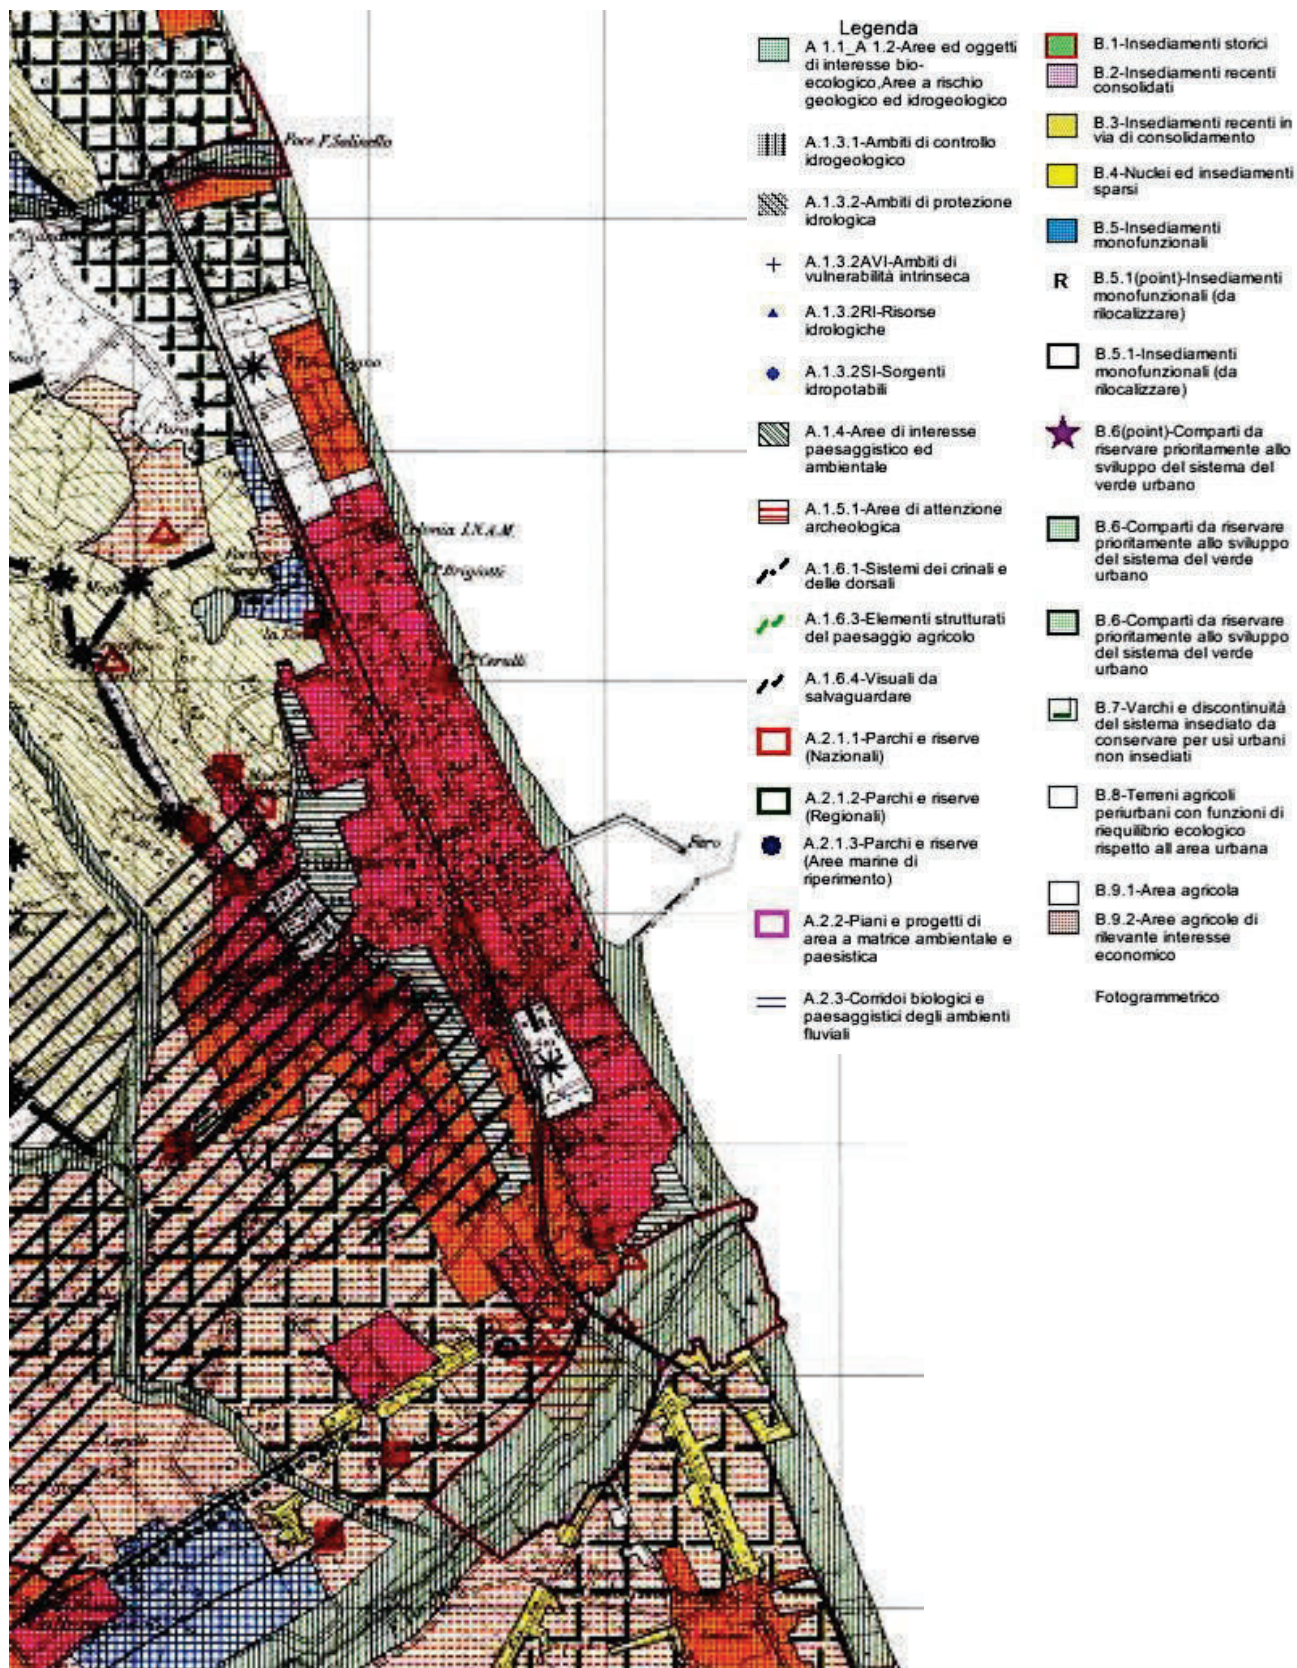 Legenda
A 1.1_A 1.2-Aree ed oggetti
di interesse bio-
ecologico,Aree a rischio
geologico ed idrogeologico
A.1.3.1-Ambiti di controllo
idrogeologico
A.1.3.2-Ambiti di protezione
idrologica
A.1.3.2AVI-Ambiti di
vulnerabilità intrinseca
A.1.3.2RI-Risorse
idrologiche
A.1.3.2SI-Sorgenti
idropotabili
A.1.4-Aree di interesse
paesaggistico ed
ambientale
A.1.5.1-Aree di attenzione
archeologica
A.1.6.1-Sistemi dei crinali e
delle dorsali
A.1.6.3-Elementi strutturati
del paesaggio agricolo
A.1.6.4-Visuali da
salvaguardare
A.2.1.1-Parchi e riserve
(Nazionali)
A.2.1.2-Parchi e riserve
(Regionali)
A.2.1.3-Parchi e riserve
(Aree marine di
riperimento)
A.2.2-Piani e progetti di
area a matrice ambientale e
paesistica
A.2.3-Corridoi biologici e
paesaggistici degli ambienti
fluviali
B.1-Insediamenti storici
B.2-Insediamenti recenti
consolidati
B.3-Insediamenti recenti in
via di consolidamento
B.4-Nuclei ed insediamenti
sparsi
B.5-Insediamenti
monofunzionali
R
B.5.1(point)-Insediamenti
monofunzionali (da
rilocalizzare)
B.5.1-Insediamenti
monofunzionali (da
rilocalizzare)
B.6(point)-Comparti da
riservare prioritamente allo
sviluppo del sistema del
verde urbano
B.6-Comparti da riservare
prioritamente allo sviluppo
del sistema del verde
urbano
B.6-Comparti da riservare
prioritamente allo sviluppo
del sistema del verde
urbano
B.7-Varchi e discontinuità
del sistema insediato da
conservare per usi urbani
non insediati
B.8-Terreni agricoli
periurbani con funzioni di
riequilibrio ecologico
rispetto all area urbana
B.9.1-Area agricola
B.9.2-Aree agricole di
rilevante interesse
economico
Fotogrammetrico
Foce F. Salinello
Colonia I.N.A.M.
Brigiotti
Cerulli
Faro